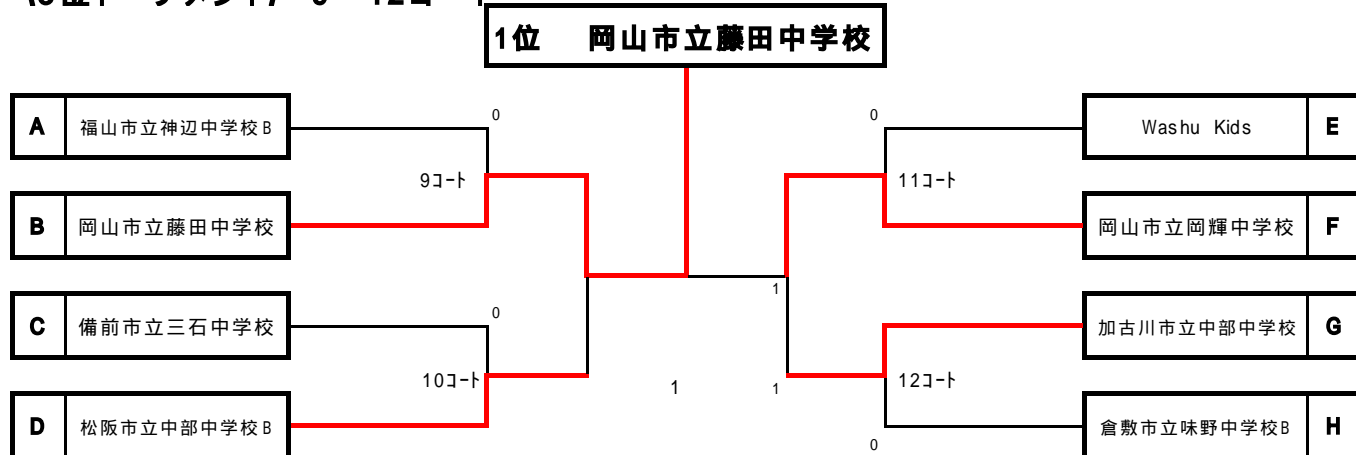 1位 岡山市立藤田中学校
0 0
A 福山市立神辺中学校B Washu Kids E
9コート 11コート
B 岡山市立藤田中学校 岡山市立岡輝中学校 F
1
0
C 備前市立三石中学校 加古川市立中部中学校 G
10コート 1 1 12コート
D 松阪市立中部中学校B 倉敷市立味野中学校B H
0